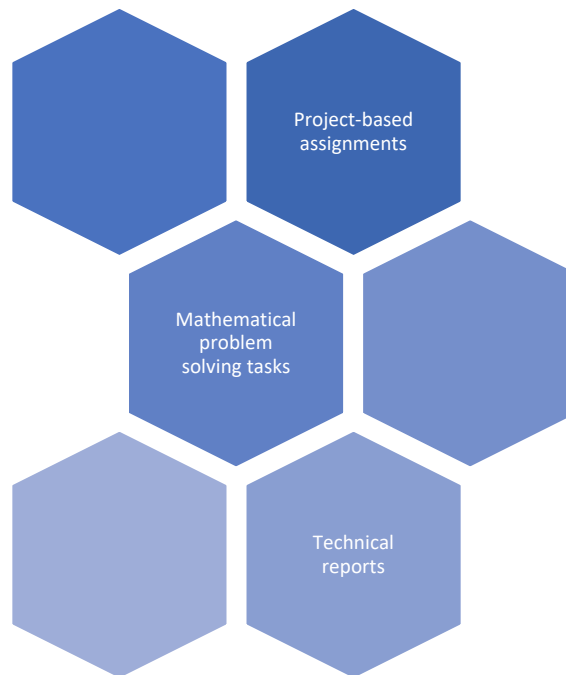 Project-based
assignments
Mathematical
problem
solving tasks
Technical
reports